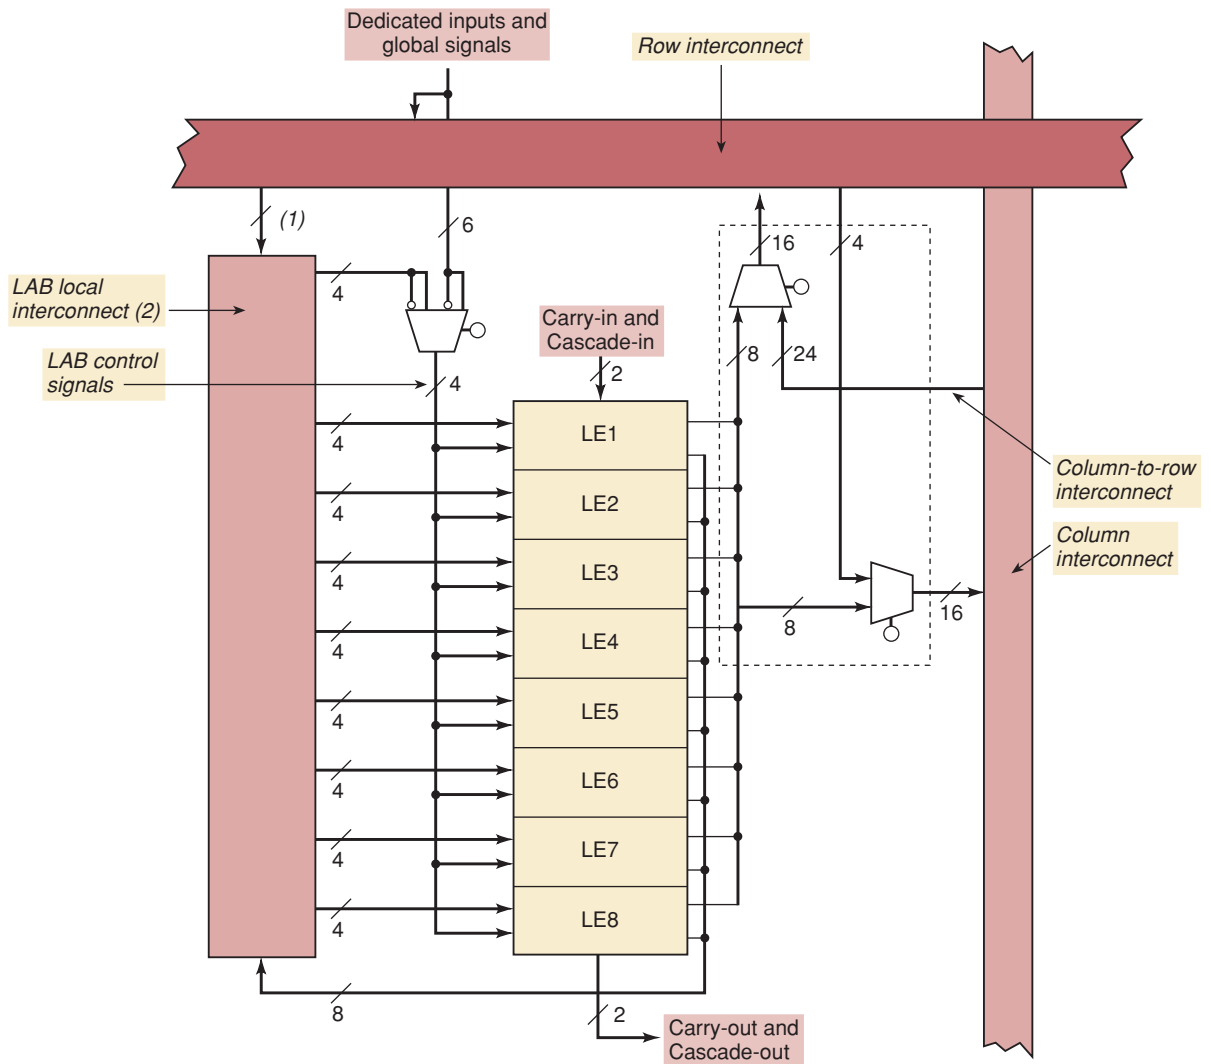 Dedicated inputs and
global signals
Row interconnect
(1)
6
16
4
LAB local
interconnect (2)
4
Carry-in and
Cascade-in
LAB control
signals
4
2
8
24
4
LE1
Column-to-row
interconnect
4
LE2
Column
interconnect
4
LE3
8
16
4
LE4
4
LE5
4
LE6
4
LE7
4
LE8
8
2
Carry-out and
Cascade-out